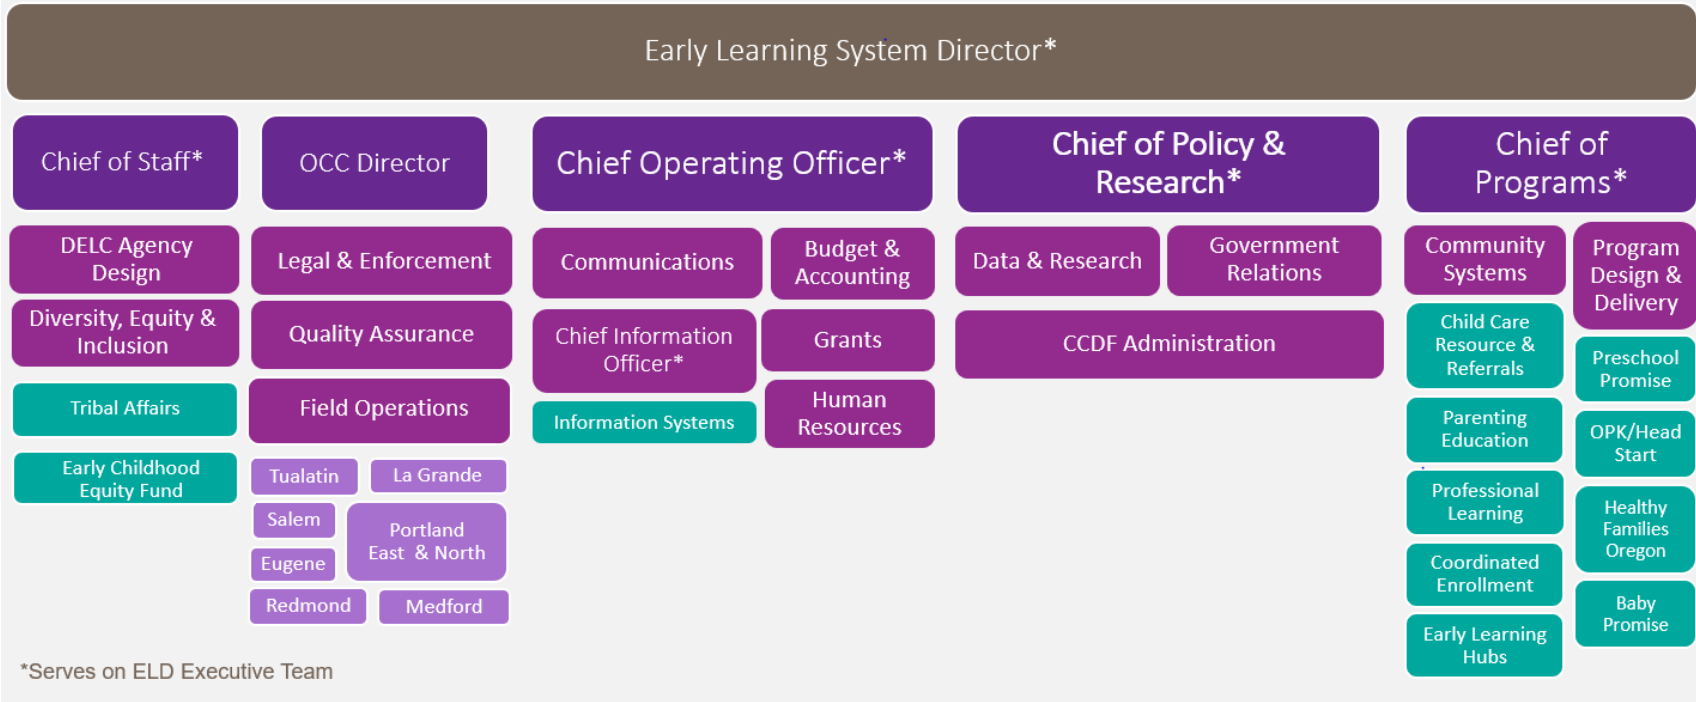 Early Learning System Director*
Chief of Staff*
DELC Agency
Design
Diversity, Equity &
Inclusion
Tribal Affairs
Early Childhood
Equity Fund
OCC Director
Legal & Enforcement
Quality Assurance
Field Operations
Tualatin
La Grande
Salem
Portland
East & North
Eugene
Redmond
Medford
Chief Operating Officer*
Communications
Budget &
Accounting
Chief Information
Officer*
Grants
Information Systems
Human
Resources
Chief of Policy &
Research*
Data & Research
Government
Relations
CCDF Administration
Chief of
Programs*
Community
Systems
Child Care
Resource &
Referrals
Parenting
Education
Professional
Learning
Coordinated
Enrollment
Early Learning
Hubs
Program
Design &
Delivery
Preschool
Promise
OPK/Head
Start
Healthy
Families
Oregon
Baby
Promise
*Serves on ELD Executive Team